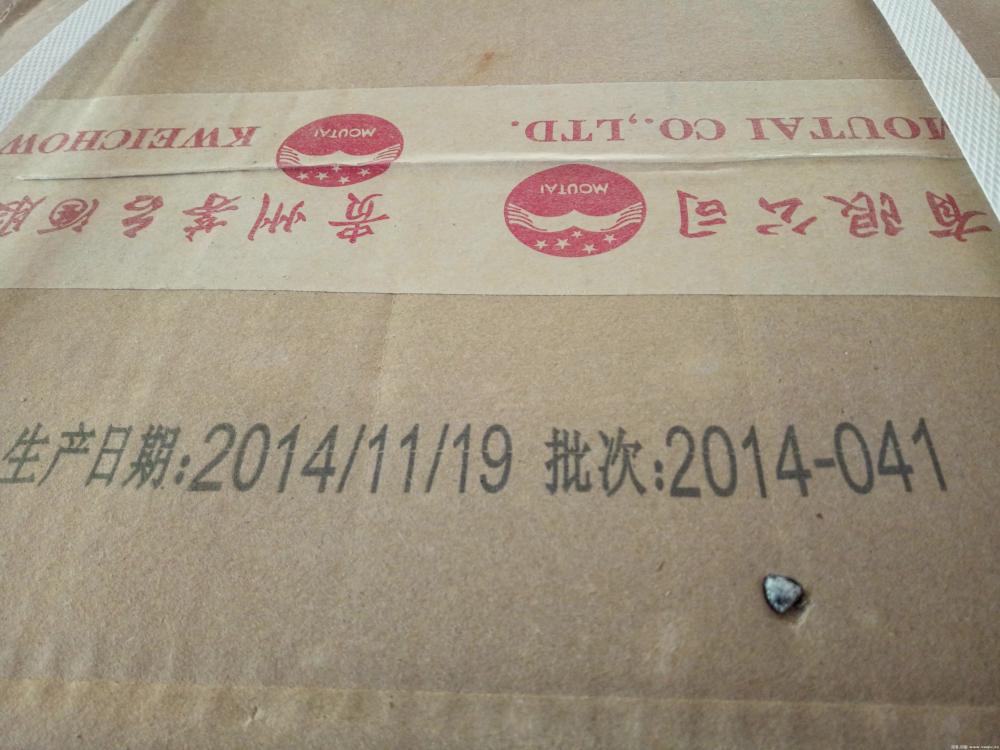 有限公司 MOUTAI 贵州茅台酒股
MOUTAI CO.,LTD. MOUTAI KWEICHOW
生产日期:2014/11/19 批次:2014-041